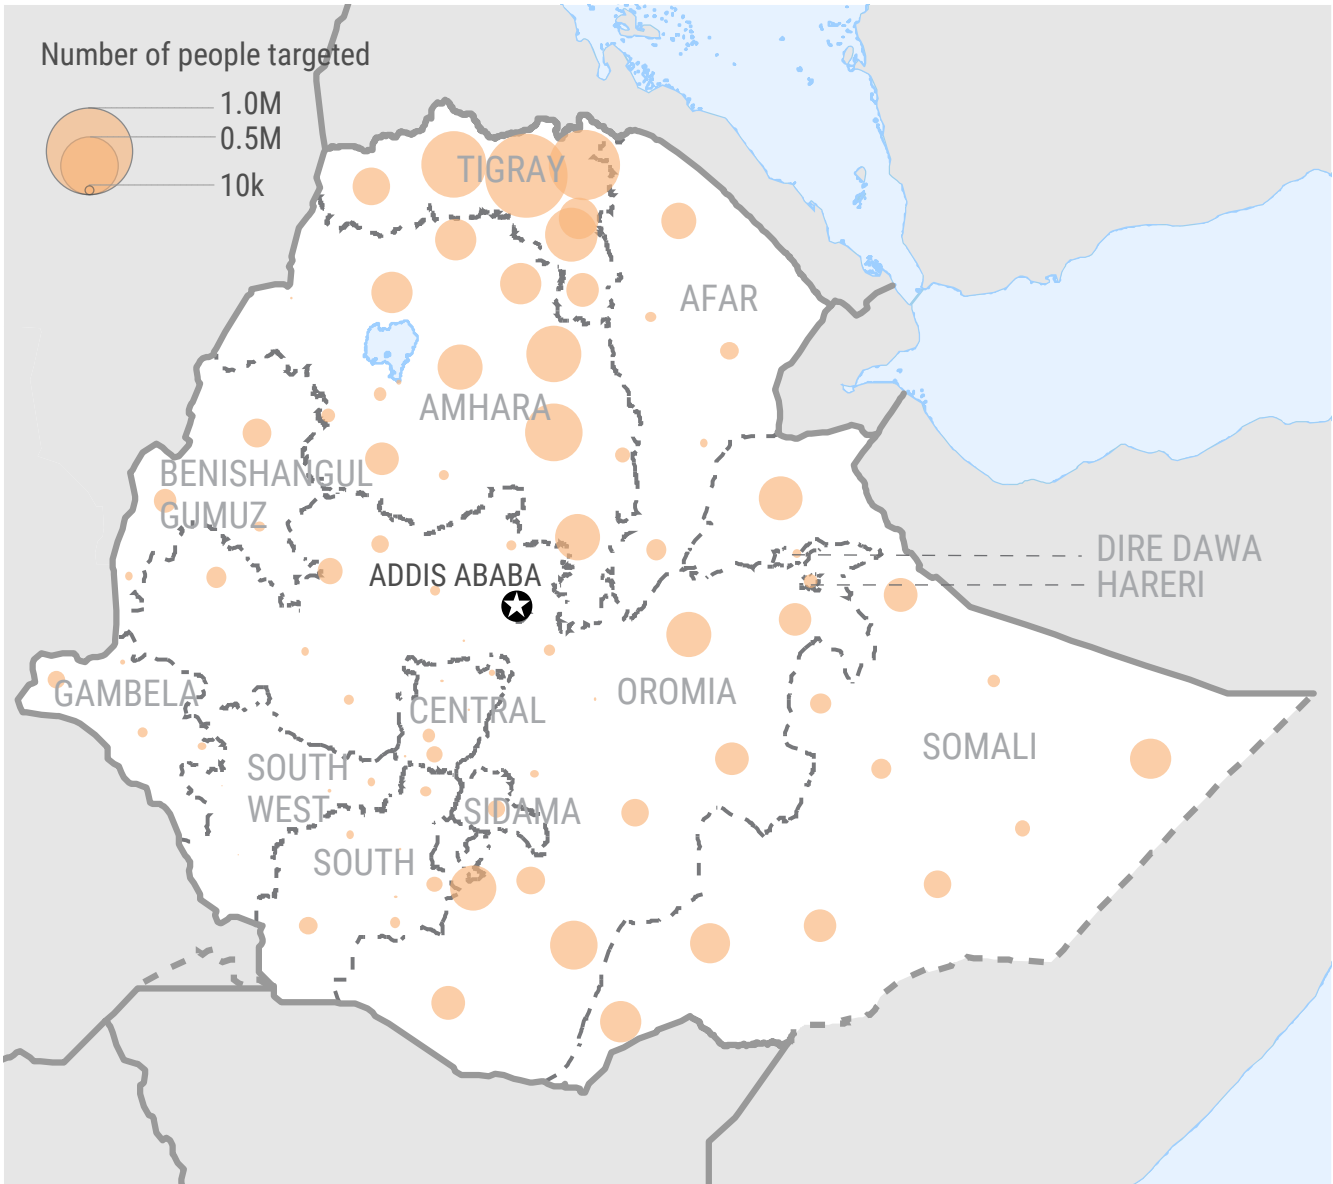 Number of people targeted
1.0M
0.5M
10k
TIGRAY
AFAR
AMHARA
BENISHANGUL
GUMUZ
DIRE DAWA
ADDIS ABABA
HARERI
GAMBELA
OROMIA
CENTRAL
SOMALI
SOUTH
WEST
SIDAMA
SOUTH